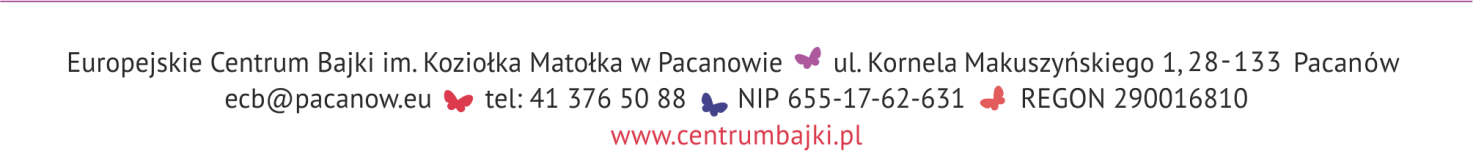 Europejskie Centrum Bajki im. Koziołka Matołka w Pacanowie ul. Kornela Makuszyńskiego 1, 28-133 Pacanów
ecb@pacanow.eu tel: 41 376 50 88 NIP 655-17-62-631 REGON 290016810
www.centrumbajki.pl